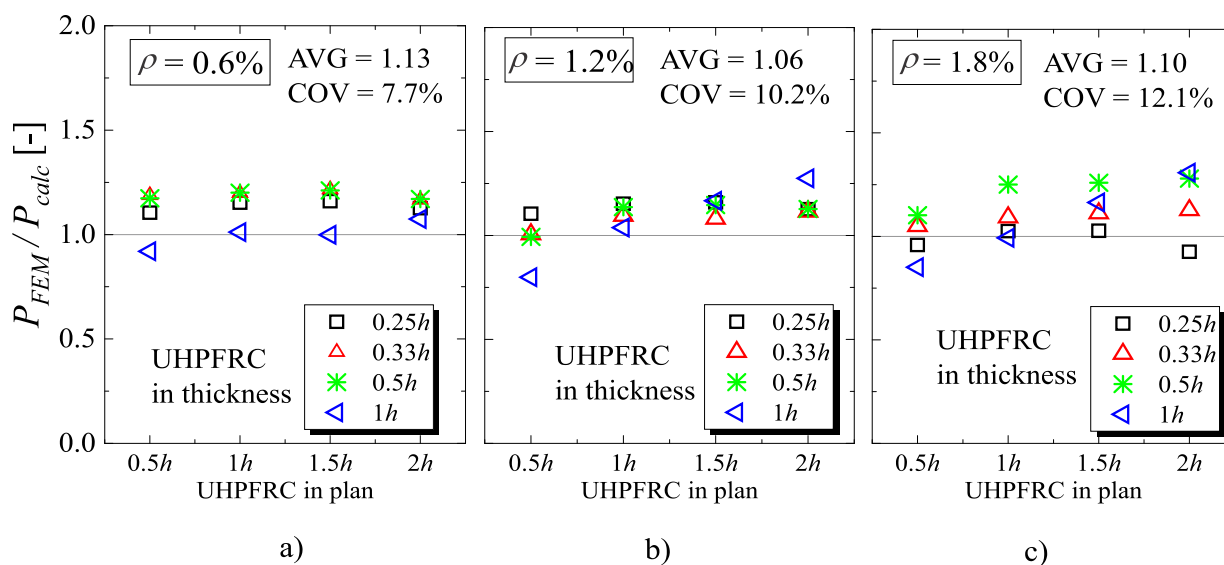 2.0
1.5
1.0
0.5
0.0
P_FEM / P_calc [-]
ρ = 0.6%
AVG = 1.13
COV = 7.7%
UHPFRC
in thickness
0.25h
0.33h
0.5h
1h
0.5h 1h 1.5h 2h
UHPFRC in plan
a)
ρ = 1.2%
AVG = 1.06
COV = 10.2%
UHPFRC
in thickness
0.25h
0.33h
0.5h
1h
0.5h 1h 1.5h 2h
UHPFRC in plan
b)
ρ = 1.8%
AVG = 1.10
COV = 12.1%
UHPFRC
in thickness
0.25h
0.33h
0.5h
1h
0.5h 1h 1.5h 2h
UHPFRC in plan
c)